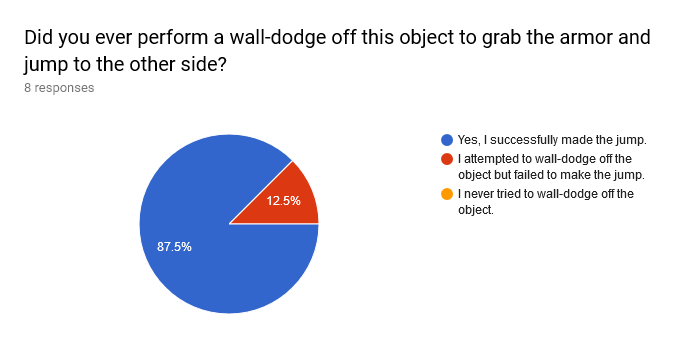 Did you ever perform a wall-dodge off this object to grab the armor and
jump to the other side?
8 responses
Yes, I successfully made the jump.
I attempted to wall-dodge off the
object but failed to make the jump.
I never tried to wall-dodge off the
object.
12.5%
87.5%